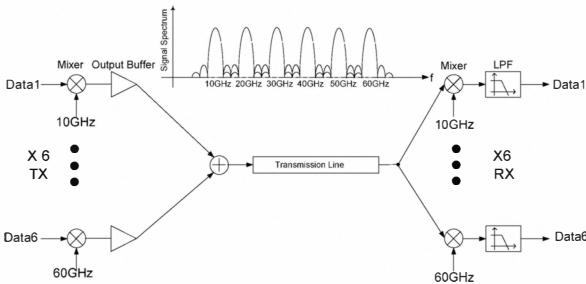 Signal Spectrum
f
10GHz 20GHz 30GHz 40GHz 50GHz 60GHz
Mixer Output Buffer
Data1
10GHz
X 6
TX
Data6
60GHz
Transmission Line
Mixer LPF
Data1
10GHz
X6
RX
Data6
60GHz